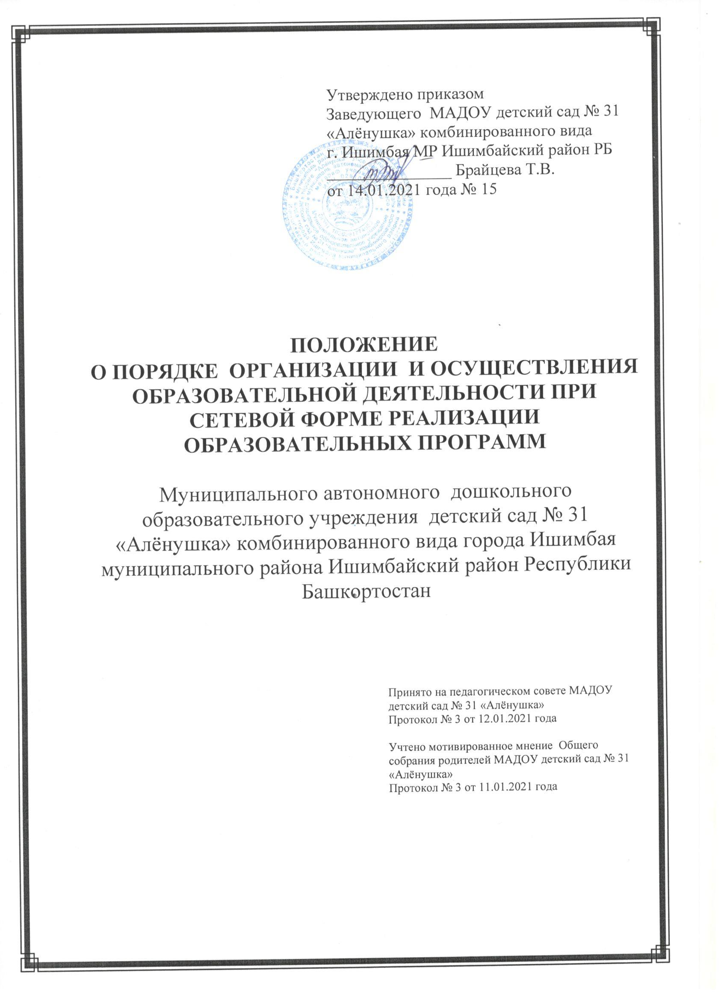 Утверждено приказом
Заведующего МАДОУ детский сад № 31
«Алёнушка» комбинированного вида
г. Ишимбая МР Ишимбайский район РБ
Брайцева Т.В.
от 14.01.2021 года № 15
ПОЛОЖЕНИЕ
О ПОРЯДКЕ ОРГАНИЗАЦИИ И ОСУЩЕСТВЛЕНИЯ
ОБРАЗОВАТЕЛЬНОЙ ДЕЯТЕЛЬНОСТИ ПРИ
СЕТЕВОЙ ФОРМЕ РЕАЛИЗАЦИИ
ОБРАЗОВАТЕЛЬНЫХ ПРОГРАММ
Муниципального автономного дошкольного
образовательного учреждения детский сад № 31
«Алёнушка» комбинированного вида города Ишимбая
муниципального района Ишимбайский район Республики
Башкортостан
Принято на педагогическом совете МАДОУ
детский сад № 31 «Алёнушка»
Протокол № 3 от 12.01.2021 года
Учтено мотивированное мнение Общего
собрания родителей МАДОУ детский сад № 31
«Алёнушка»
Протокол № 3 от 11.01.2021 года